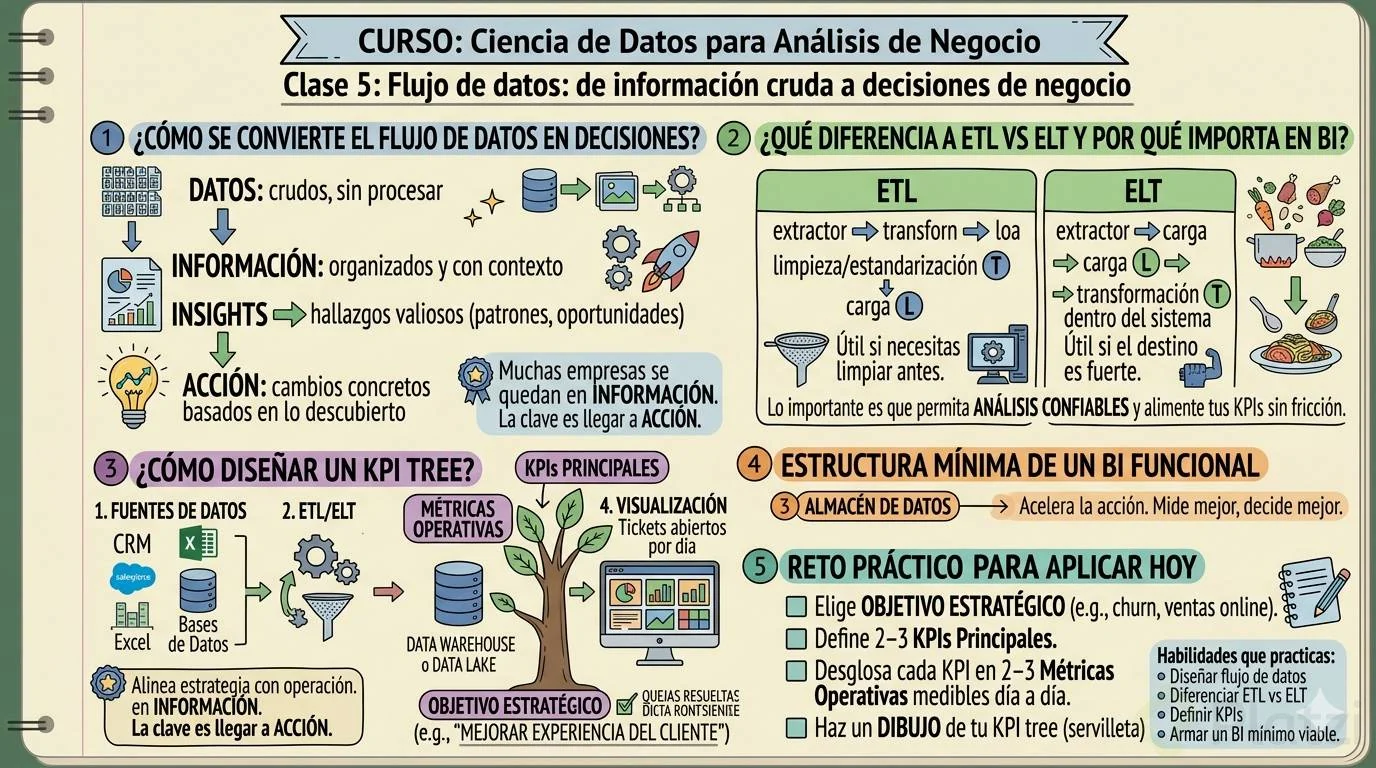 CURSO: Ciencia de Datos para Análisis de Negocio
Clase 5: Flujo de datos: de información cruda a decisiones de negocio
1 ¿CÓMO SE CONVIERTE EL FLUJO DE DATOS EN DECISIONES?
DATOS: crudos, sin procesar
INFORMACIÓN: organizados y con contexto
INSIGHTS hallazgos valiosos (patrones, oportunidades)
ACCIÓN: cambios concretos
basados en lo descubierto
Muchas empresas se
quedan en INFORMACIÓN.
La clave es llegar a ACCIÓN.
2 ¿QUÉ DIFERENCIA A ETL VS ELT Y POR QUÉ IMPORTA EN BI?
ETL
extractor → transforn → loa
limpieza/estandarización T
carga L
Útil si necesitas
limpiar antes.
ELT
extractor → carga
→ carga L →
→ transformación T
dentro del sistema
Útil si el destino
es fuerte.
Lo importante es que permita ANÁLISIS CONFIABLES y alimente tus KPIs sin fricción.
3 ¿CÓMO DISEÑAR UN KPI TREE?
KPIs PRINCIPALES
MÉTRICAS
OPERATIVAS
1. FUENTES DE DATOS
CRM
X
salesforce
Excel
Bases
de Datos
2. ETL/ELT
DATA WAREHOUSE
o DATA LAKE
4. VISUALIZACIÓN
Tickets abiertos
por dia
OBJETIVO ESTRATÉGICO
QUEJAS RESUELTAS
DICTA RONTSIENTE
(e.g., “MEJORAR EXPERIENCIA DEL CLIENTE”)
Alinea estrategia con operación.
en INFORMACIÓN.
La clave es llegar a ACCIÓN.
4 ESTRUCTURA MÍNIMA DE UN BI FUNCIONAL
3 ALMACÉN DE DATOS → Acelera la acción. Mide mejor, decide mejor.
5 RETO PRÁCTICO PARA APLICAR HOY
Elige OBJETIVO ESTRATÉGICO (e.g., churn, ventas online).
Define 2–3 KPIs Principales.
Desglosa cada KPI en 2–3 Métricas
Operativas medibles día a día.
Haz un DIBUJO de tu KPI tree (servilleta)
Habilidades que practicas:
Diseñar flujo de datos
Diferenciar ETL vs ELT
Definir KPIs
Armar un BI mínimo viable.